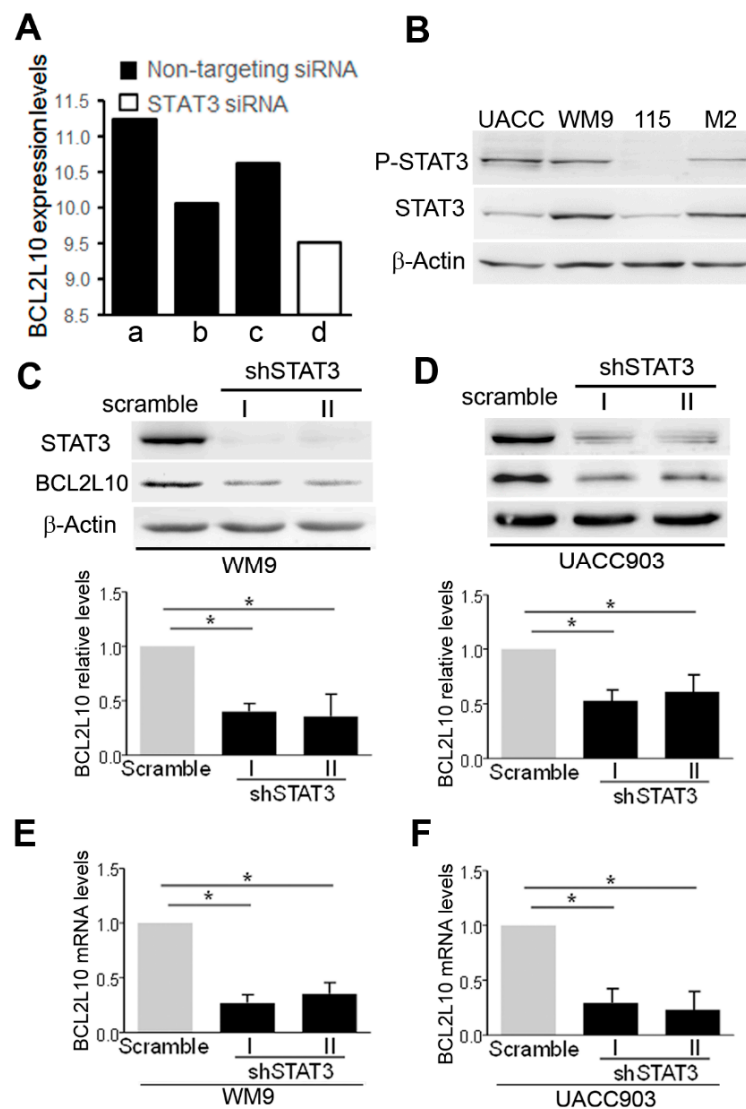 A
Non-targeting siRNA
STAT3 siRNA
BCL2L10 expression levels
11.5
11.0
10.5
10.0
9.5
9.0
8.5
a b c d
B
UACC WM9 115 M2
P-STAT3
STAT3
β-Actin
C
shSTAT3
scramble I II
STAT3
BCL2L10
β-Actin
WM9
BCL2L10 relative levels
1.5
1.0
0.5
0.0
*
*
Scramble I II
shSTAT3
D
shSTAT3
scramble I II
UACC903
BCL2L10 relative levels
1.5
1.0
0.5
0.0
*
*
Scramble I II
shSTAT3
E
BCL2L10 mRNA levels
1.5
1.0
0.5
0.0
*
*
Scramble I II
shSTAT3
WM9
F
BCL2L10 mRNA levels
1.5
1.0
0.5
0.0
*
*
Scramble I II
shSTAT3
UACC903